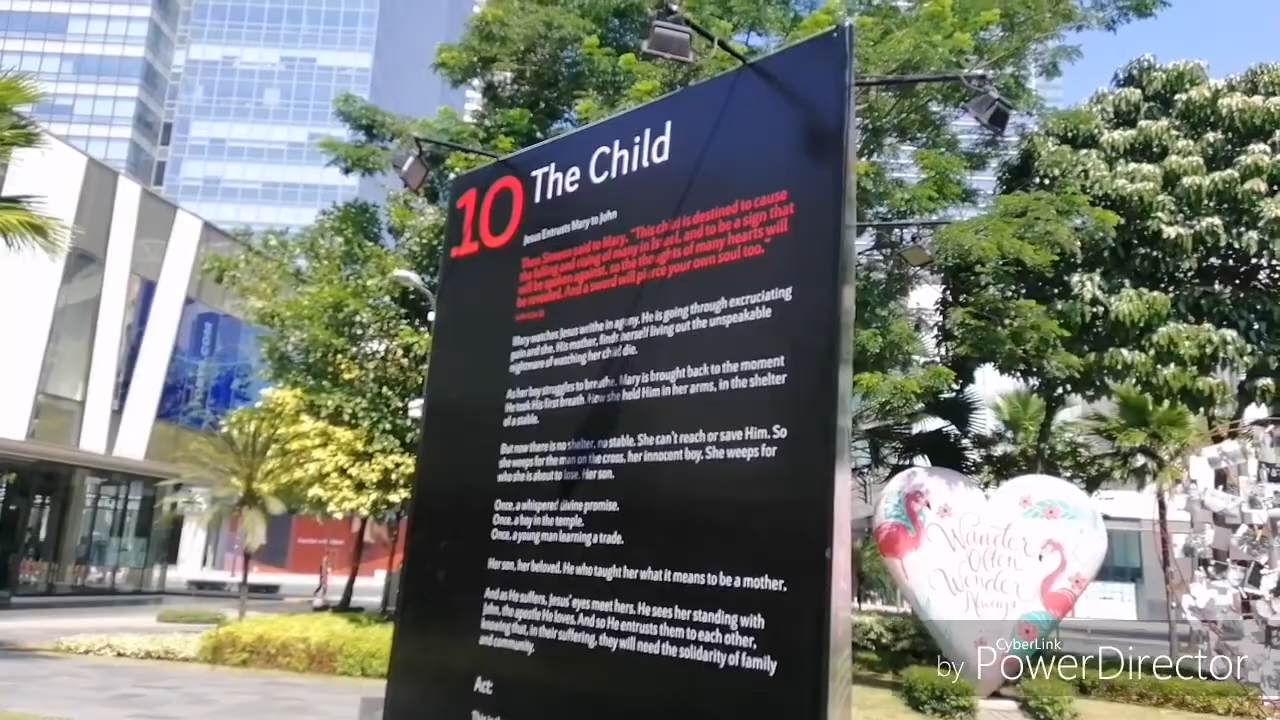 10
The Child
Jesus Entrusts Mary to John
Then Simeon said to Mary, "This child is destined to cause
the falling and rising of many in Israel, and to be a sign that
will be spoken against, so the thoughts of many hearts will
be revealed. And a sword will pierce your own soul too."
Mary watches Jesus writhe in agony. He is going through excruciating
pain and she. His mother, finds herself living out the unspeakable
nightmare of watching her child die.
As her boy struggles to breathe. Mary is brought back to the moment
He took His first breath. How she held Him in her arms, in the shelter
of a stable.
But now there is no shelter, no stable. She can't reach or save Him. So
she weeps for the man on the cross, her innocent boy. She weeps for
who she is about to lose. Her son.
Once, a whispered divine promise.
Once, a boy in the temple.
Once, a young man learning a trade.
Her son, her beloved. He who taught her what it means to be a mother.
And as He suffers, Jesus' eyes meet hers. He sees her standing with
John, the apostle He loves. And so He entrusts them to each other,
knowing that, in their suffering, they will need the solidarity of family
and community.
Act:
Wander
Often
Wonder
Always
CyberLink
by PowerDirector